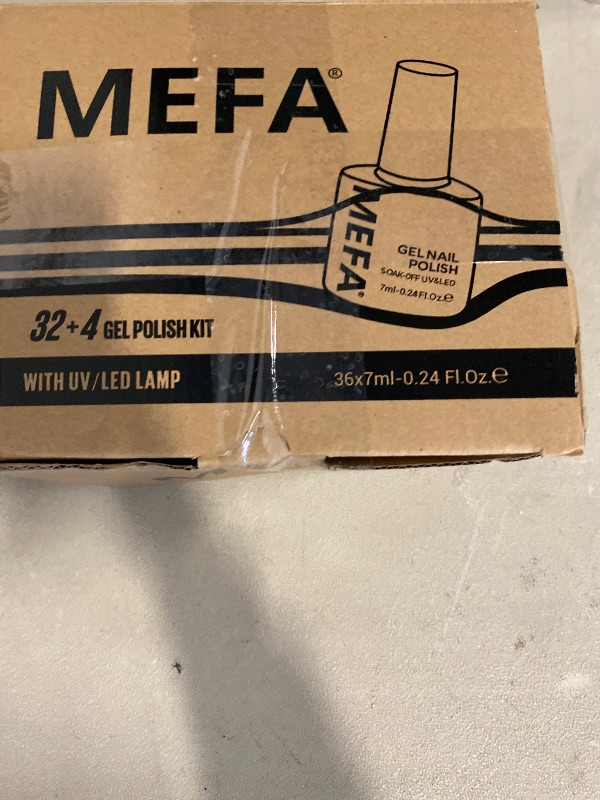 MEFA®
MEFA®
GEL NAIL
POLISH
SOAK-OFF UV&LED
7ml-0.24 Fl.Oz.℮
32+4 GEL POLISH KIT
WITH UV/LED LAMP
36x7ml-0.24 Fl.Oz.℮